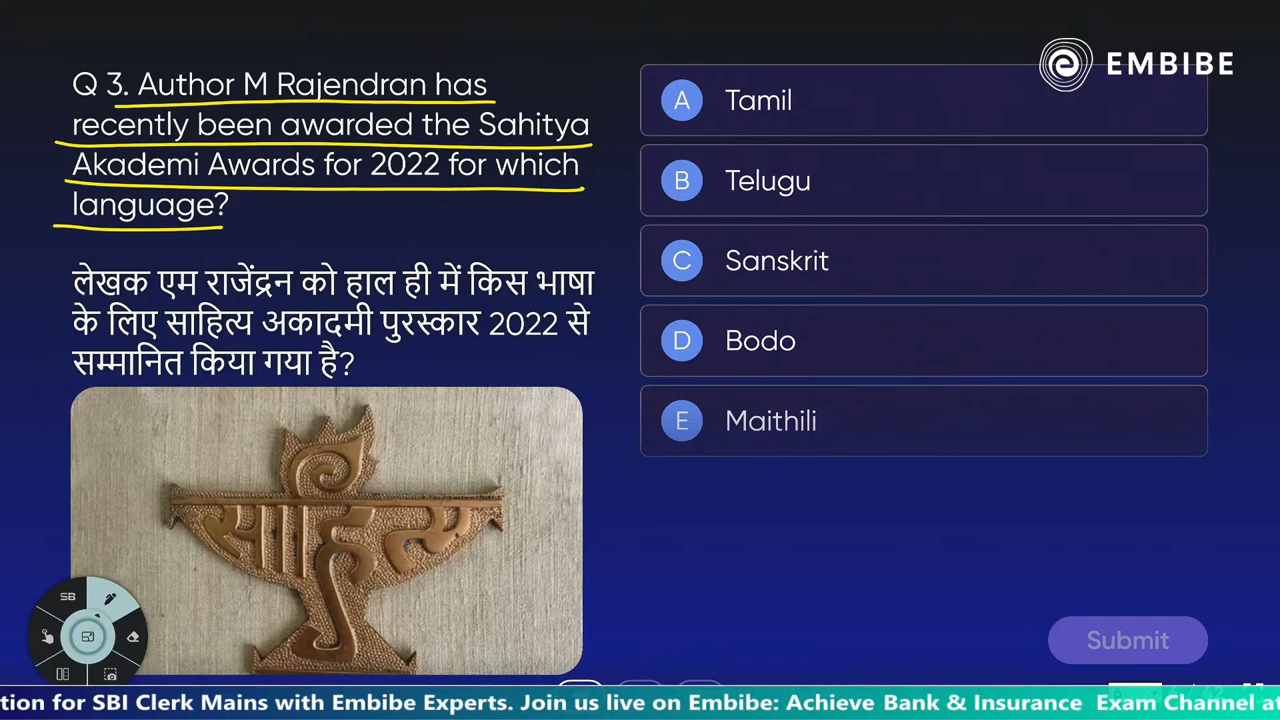 EMBIBE
Q 3. Author M Rajendran has
recently been awarded the Sahitya
Akademi Awards for 2022 for which
language?
लेखक एम राजेंद्रन को हाल ही में किस भाषा
के लिए साहित्य अकादमी पुरस्कार 2022 से
सम्मानित किया गया है?
साहित्य
A Tamil
B Telugu
C Sanskrit
D Bodo
E Maithili
SB
Submit
tion for SBI Clerk Mains with Embibe Experts. Join us live on Embibe: Achieve Bank & Insurance Exam Channel a